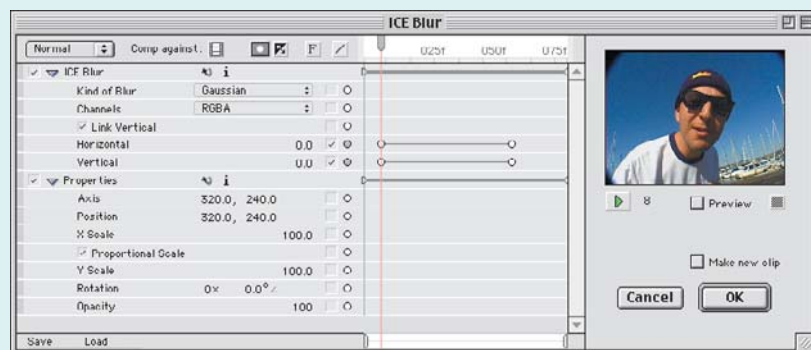 ICE Blur
Normal Comp against: F 025f 050f 075f
ICE Blur i
Kind of Blur Gaussian
Channels RGBA
Link Vertical
Horizontal 0.0
Vertical 0.0
Properties i
Axis 320.0, 240.0
Position 320.0, 240.0
X Scale 100.0
Proportional Scale
Y Scale 100.0
Rotation 0x 0.0°
Opacity 100
Save Load
8 Preview
Make new clip
Cancel OK